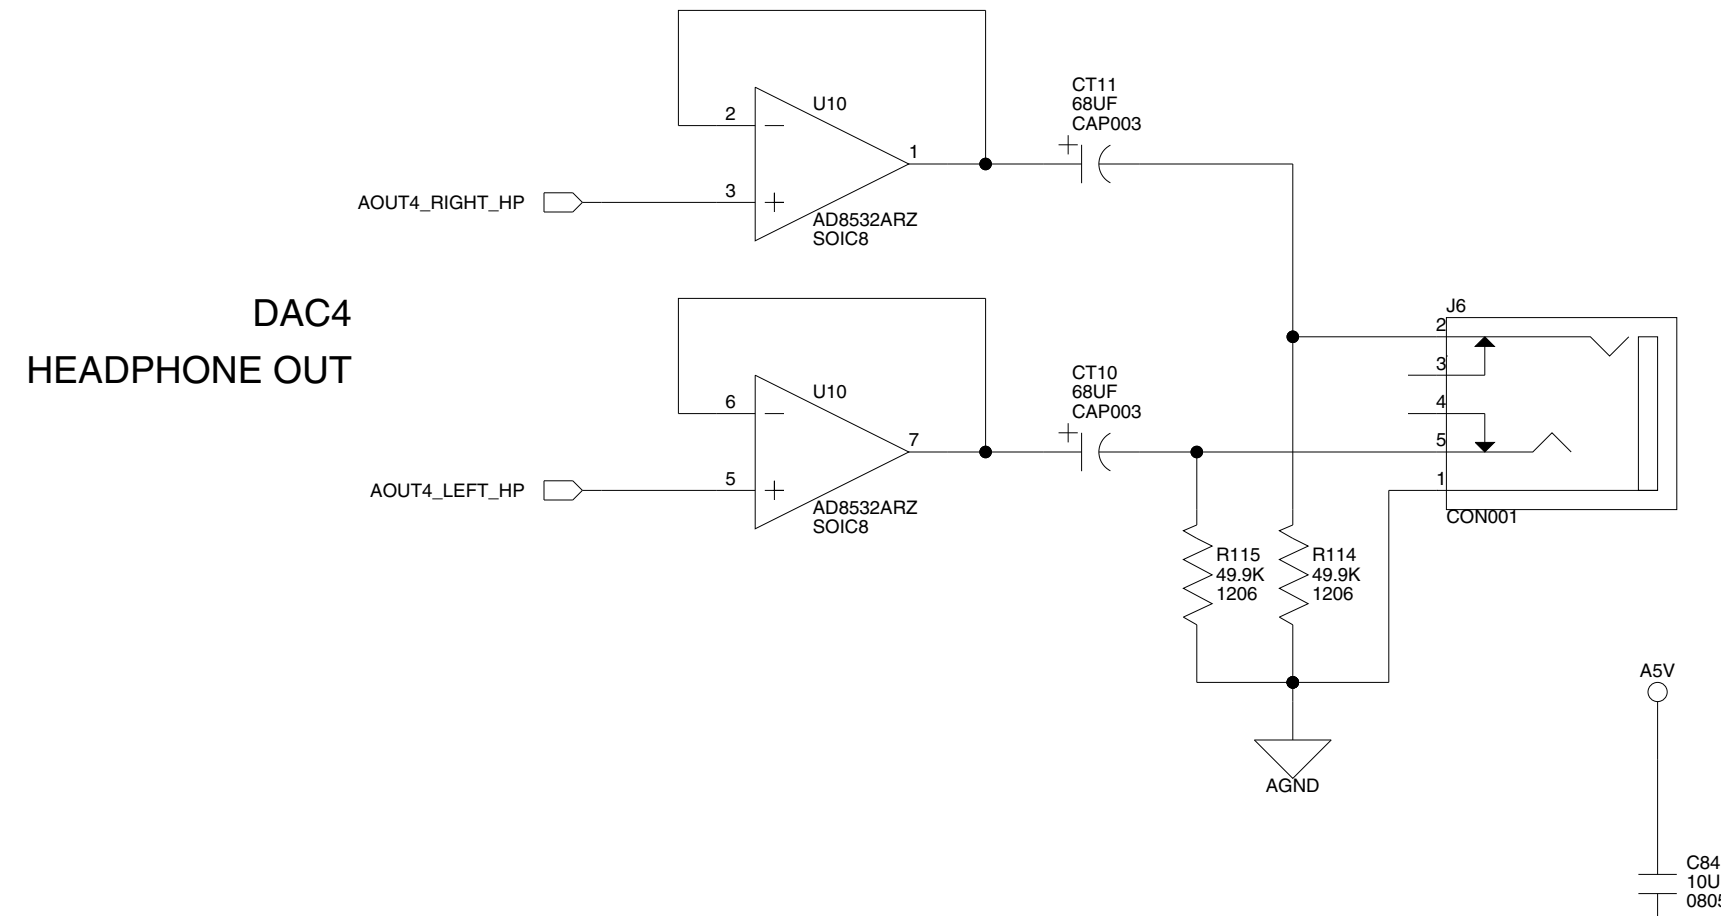 CT11
68UF
CAP003
U10
2
1
3
AOUT4_RIGHT_HP
AD8532ARZ
SOIC8
DAC4
HEADPHONE OUT
J6
2
3
4
5
1
CON001
CT10
68UF
CAP003
U10
6
7
5
AOUT4_LEFT_HP
AD8532ARZ
SOIC8
R115
49.9K
1206
R114
49.9K
1206
AGND
A5V
C84
10U
0805